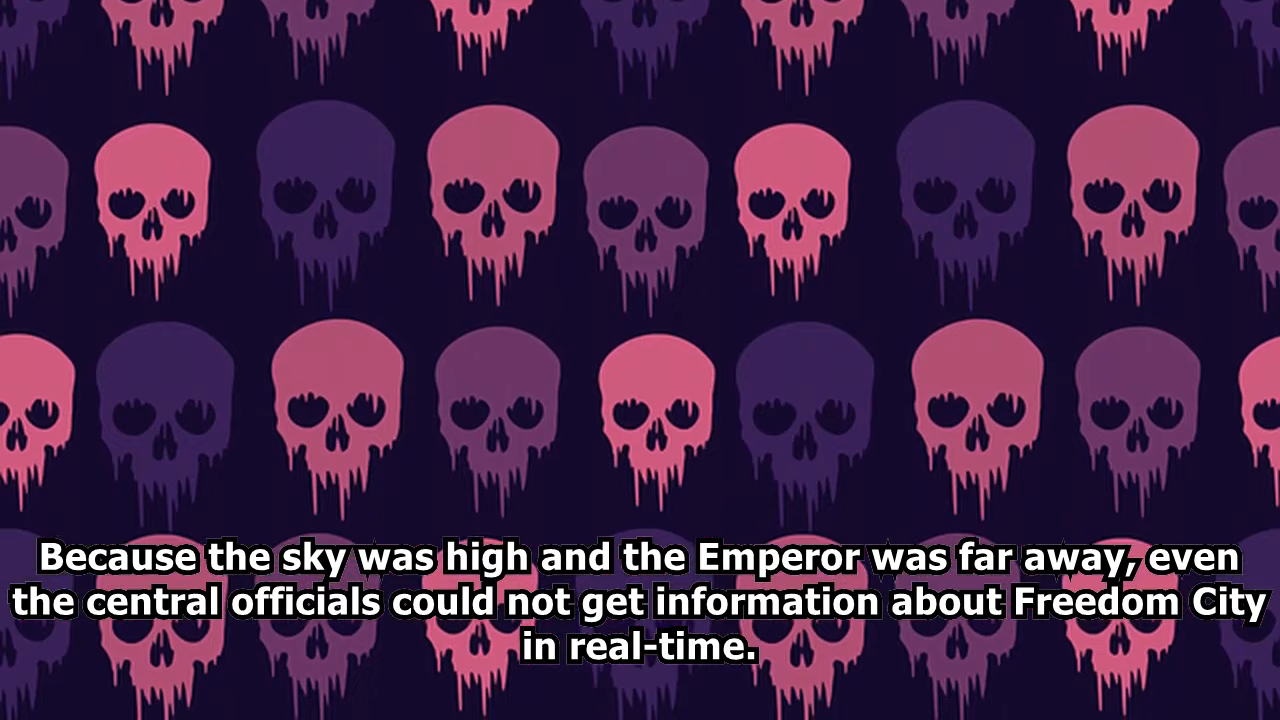 Because the sky was high and the Emperor was far away, even
the central officials could not get information about Freedom City
in real-time.